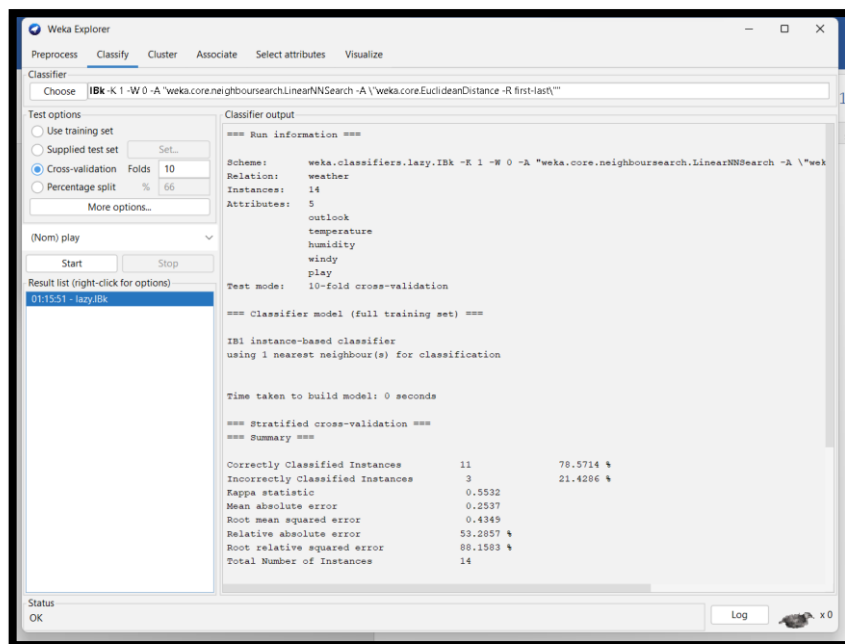 Weka Explorer
Preprocess Classify Cluster Associate Select attributes Visualize
Classifier
Choose IBk -K 1 -W 0 -A "weka.core.neighboursearch.LinearNNSearch -A \"weka.core.EuclideanDistance -R first-last\""
Test options
Use training set
Supplied test set Set...
Cross-validation Folds 10
Percentage split % 66
More options...
(Nom) play
Start Stop
Result list (right-click for options)
01:15:51 - lazy.IBk
Classifier output
=== Run information ===
Scheme: weka.classifiers.lazy.IBk -K 1 -W 0 -A "weka.core.neighboursearch.LinearNNSearch -A \"wek
Relation: weather
Instances: 14
Attributes: 5
outlook
temperature
humidity
windy
play
Test mode: 10-fold cross-validation
=== Classifier model (full training set) ===
IB1 instance-based classifier
using 1 nearest neighbour(s) for classification
Time taken to build model: 0 seconds
=== Stratified cross-validation ===
=== Summary ===
Correctly Classified Instances 11 78.5714 %
Incorrectly Classified Instances 3 21.4286 %
Kappa statistic 0.5532
Mean absolute error 0.2537
Root mean squared error 0.4349
Relative absolute error 53.2857 %
Root relative squared error 88.1583 %
Total Number of Instances 14
Status
OK
Log x 0